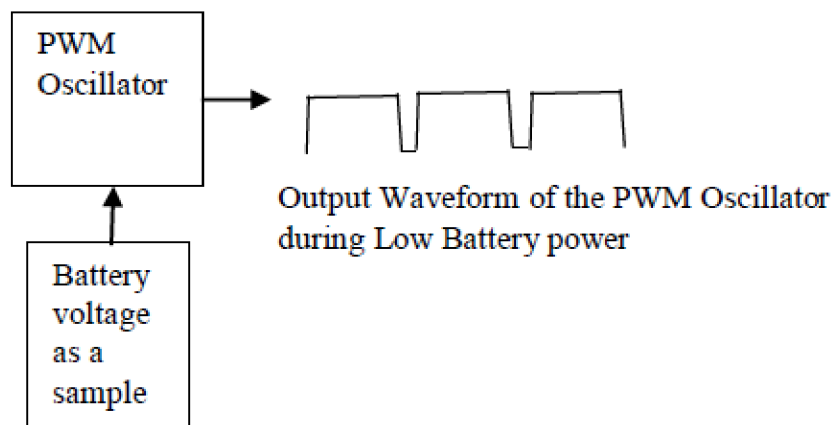 PWM
Oscillator
Output Waveform of the PWM Oscillator
during Low Battery power
Battery
voltage
as a
sample